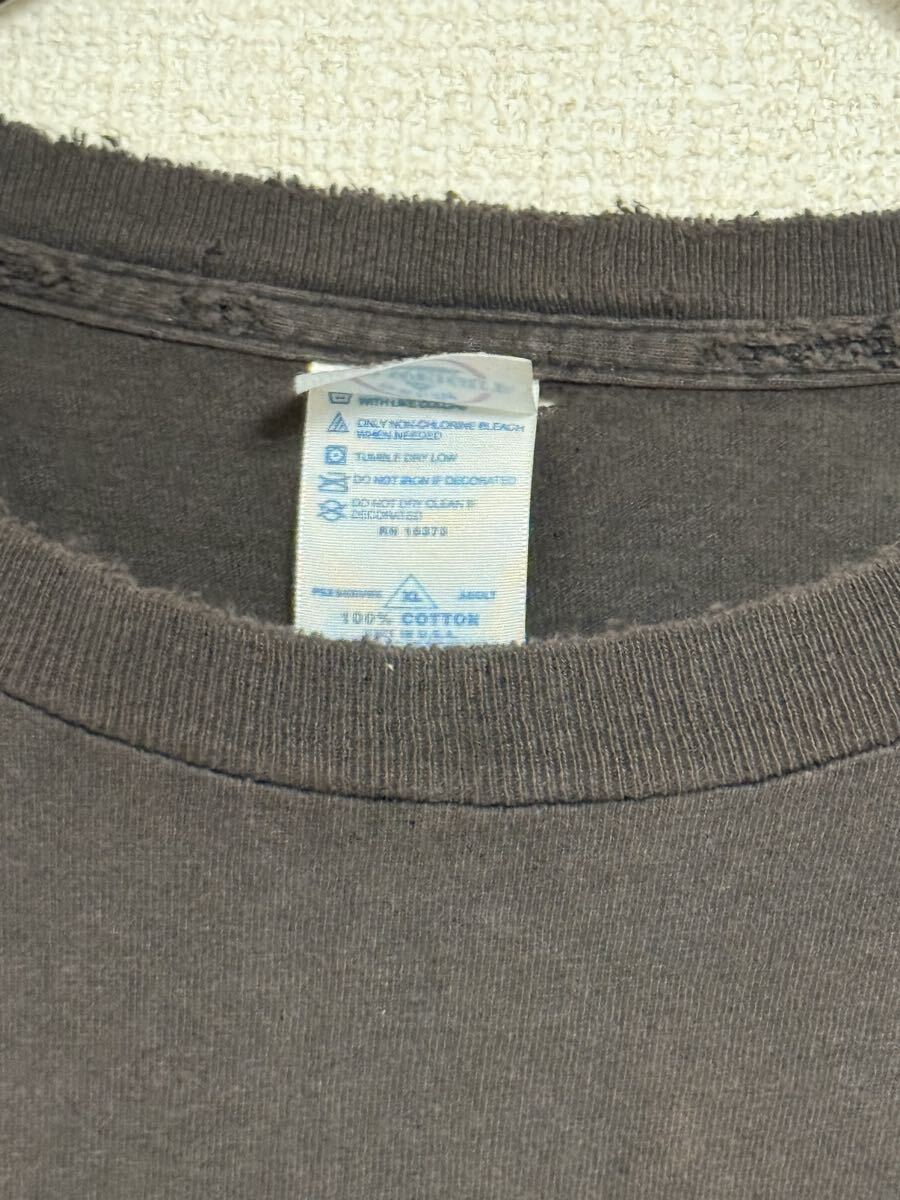 WITH LIKE COLORS
ONLY NON-CHLORINE BLEACH
WHEN NEEDED
TUMBLE DRY LOW
DO NOT IRON IF DECORATED
DO NOT DRY CLEAN IF
DECORATED
XL ADULT
100% COTTON
U.S.A.